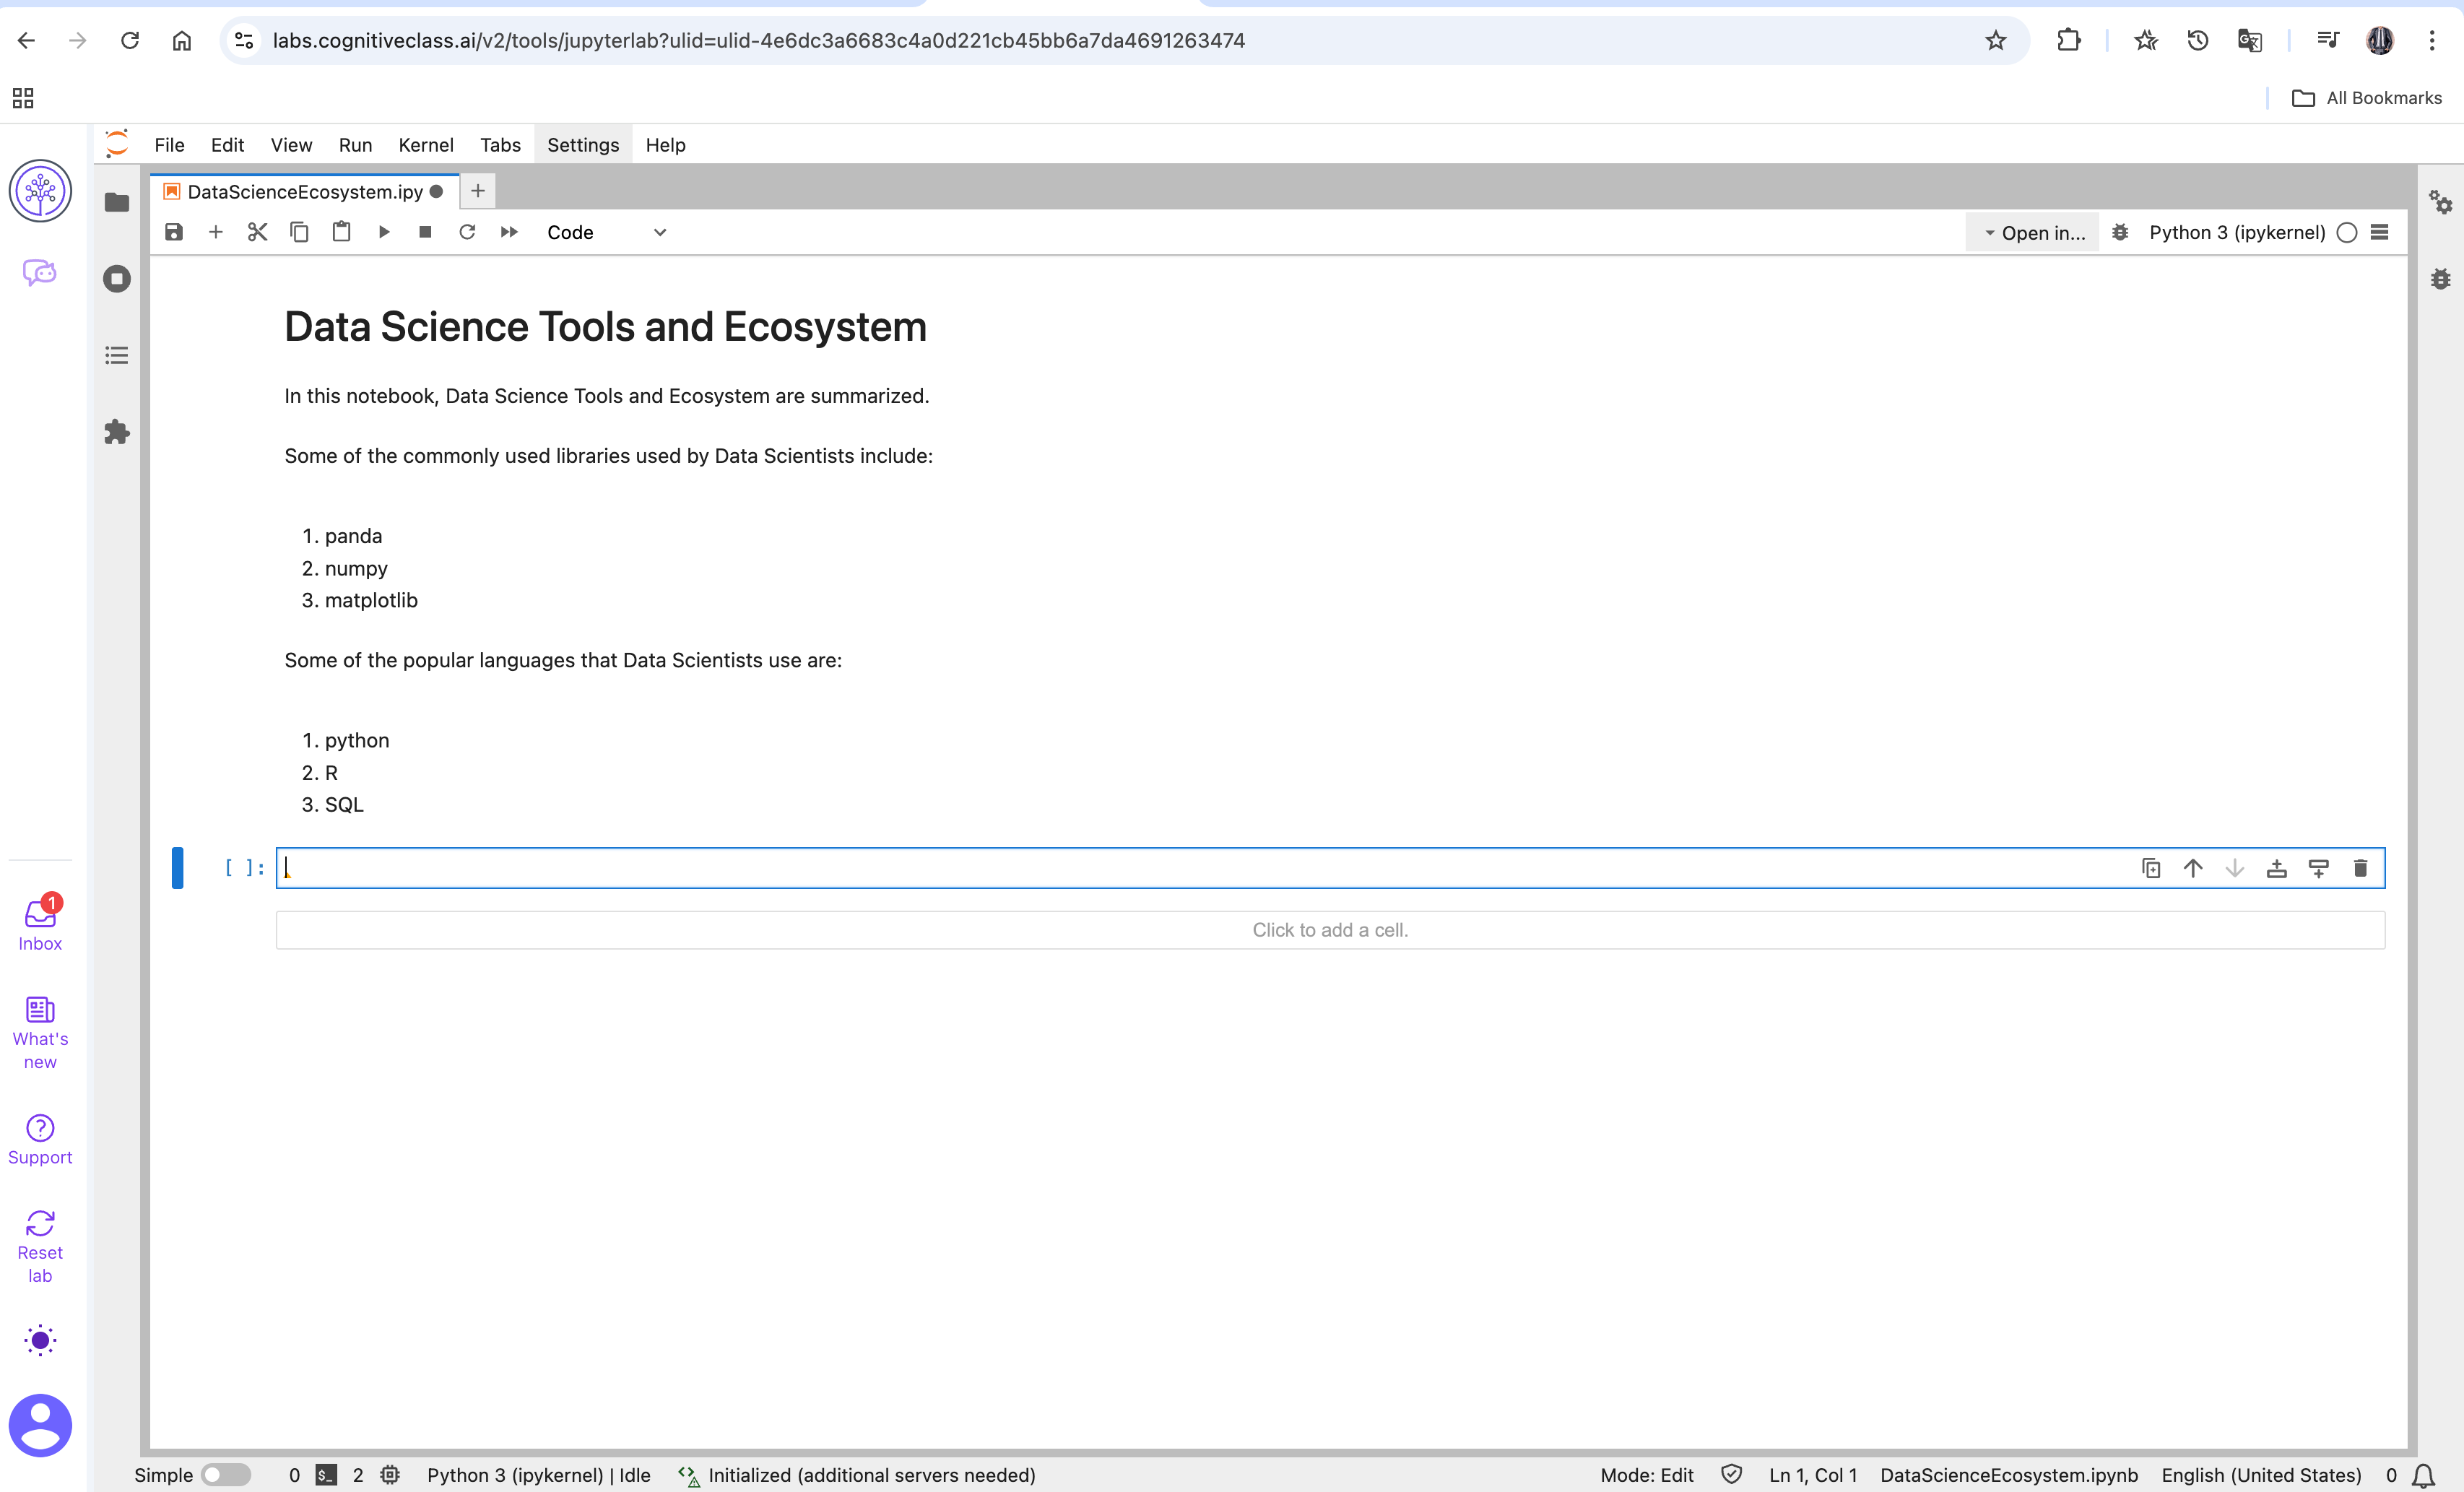 labs.cognitiveclass.ai/v2/tools/jupyterlab?ulid=ulid-4e6dc3a6683c4a0d221cb45bb6a7da4691263474
All Bookmarks
File Edit View Run Kernel Tabs Settings Help
DataScienceEcosystem.ipy
Code
Open in...
Python 3 (ipykernel)
Data Science Tools and Ecosystem
In this notebook, Data Science Tools and Ecosystem are summarized.
Some of the commonly used libraries used by Data Scientists include:
1. panda
2. numpy
3. matplotlib
Some of the popular languages that Data Scientists use are:
1. python
2. R
3. SQL
[ ]:
Click to add a cell.
1
Inbox
What's
new
Support
Reset
lab
Simple 0 $_ 2 Python 3 (ipykernel) | Idle Initialized (additional servers needed) Mode: Edit Ln 1, Col 1 DataScienceEcosystem.ipynb English (United States) 0